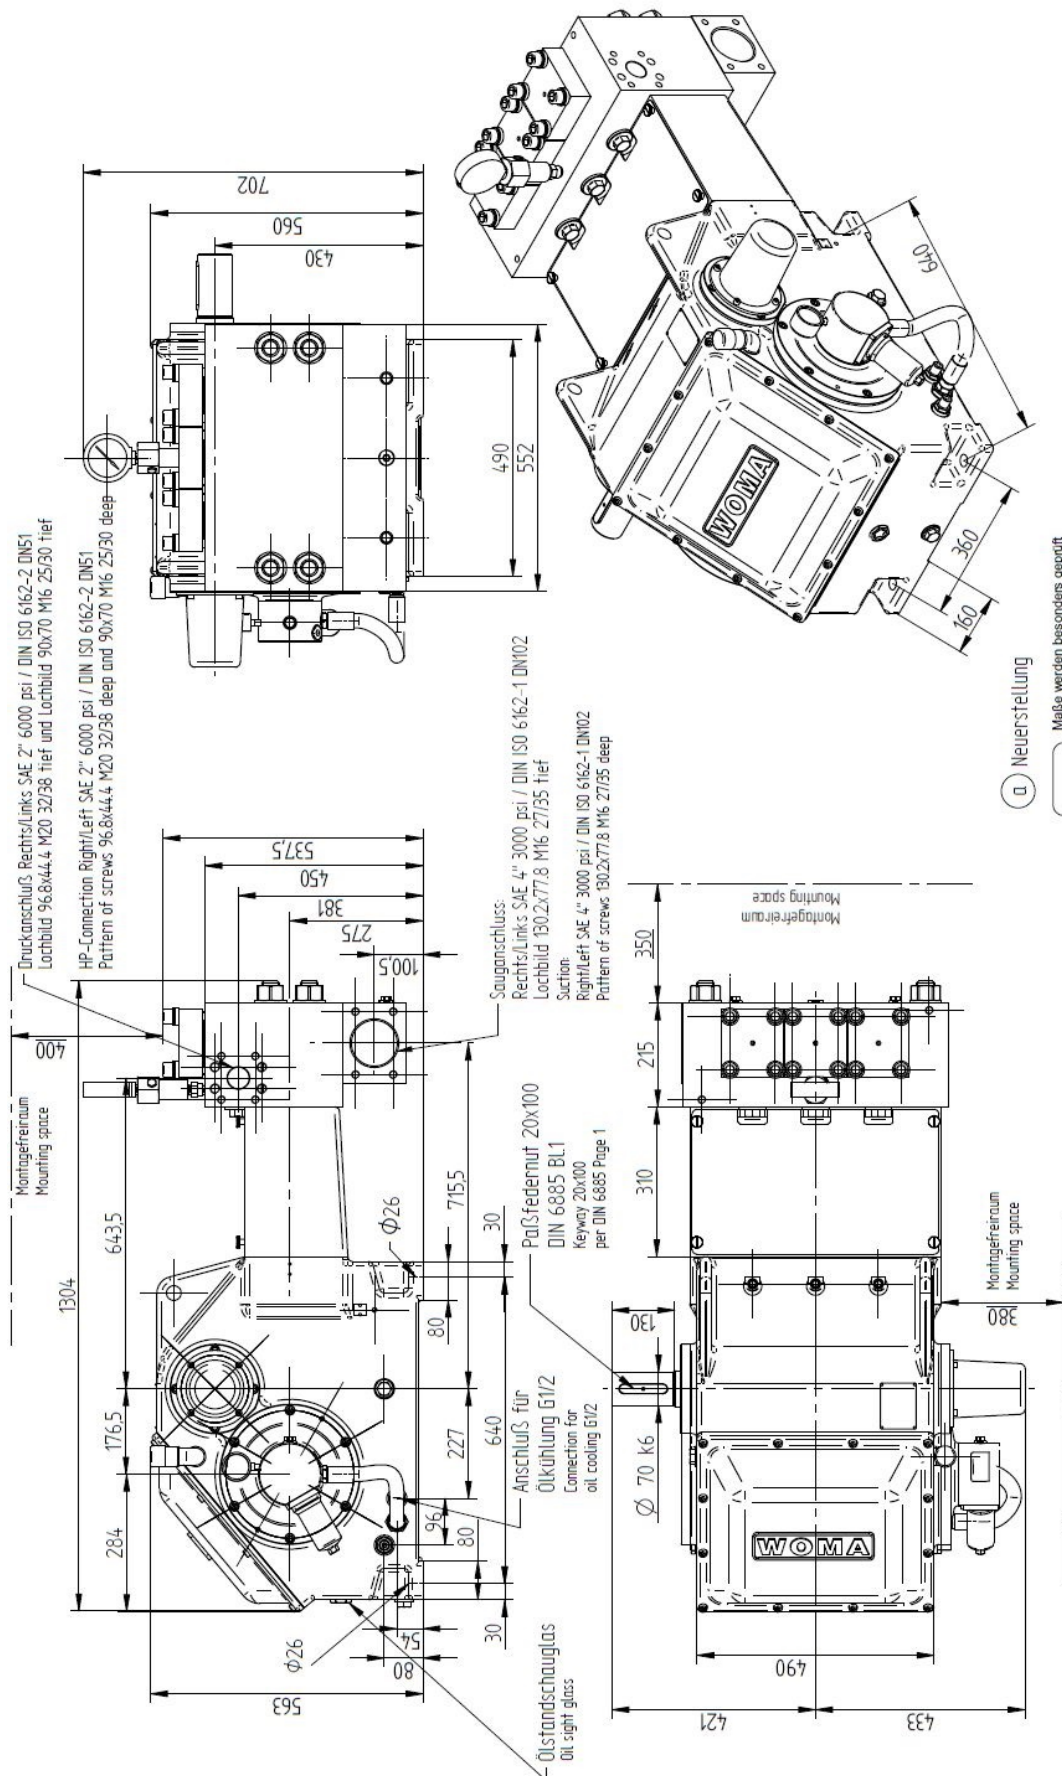 Druckanschluß Rechts/Links SAE 2" 6000 psi / DIN ISO 6162-2 DN51
Lochbild 96.8x44.4 M20 32/38 tief und Lochbild 90x70 M16 25/30 tief
HP-Connection Right/Left SAE 2" 6000 psi / DIN ISO 6162-2 DN51
Pattern of screws 96.8x44.4 M20 32/38 deep and 90x70 M16 25/30 deep
Montagefreiraum
Mounting space
400
1304
643,5
176,5
284
537,5
450
381
275
100,5
Sauganschluss:
Rechts/Links SAE 4" 3000 psi / DIN ISO 6162-1 DN102
Lochbild 130.2x77.8 M16 27/35 tief
Suction:
Right/Left SAE 4" 3000 psi / DIN ISO 6162-1 DN102
Pattern of screws 130.2x77.8 M16 27/35 deep
563
80
54
Φ26
Φ26
30
80
96
227
715,5
640
80
30
Anschluß für
Ölkühlung G1/2
Connection for
oil cooling G1/2
Ölstandschauglas
Oil sight glass
702
560
430
490
552
WOMA
640
360
160
Paßfedernut 20x100
DIN 6885 Bl.1
Keyway 20x100
per DIN 6885 Page 1
130
Ø 70 k6
310
215
350
Montagefreiraum
Mounting space
Montagefreiraum
Mounting space
380
WOMA
490
421
433
a Neuerstellung
Maße werden besonders geprüft